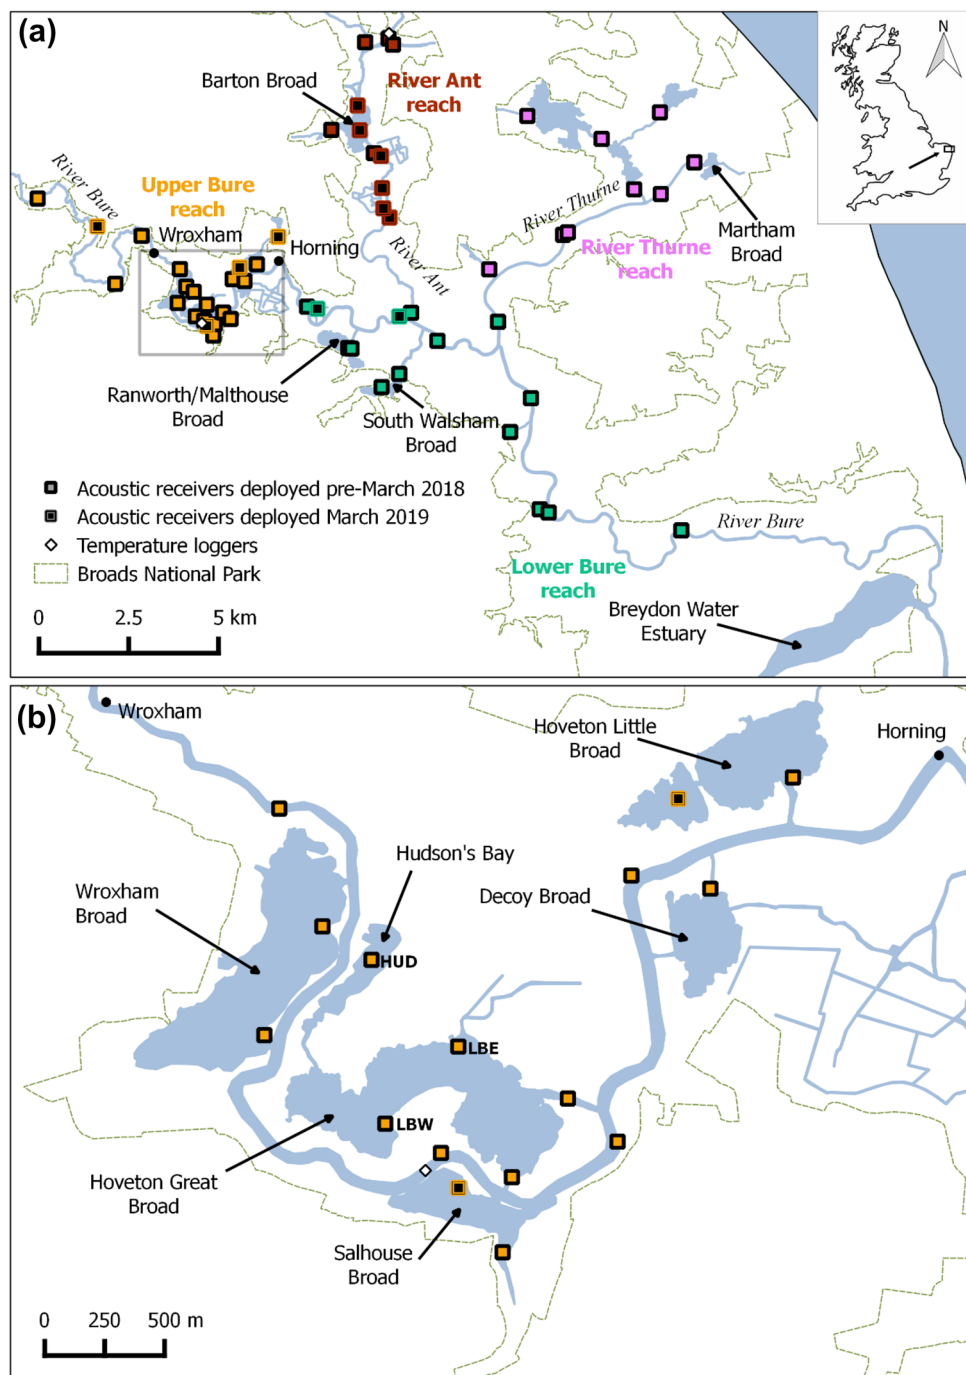 (a)
N
Barton Broad
River Ant
reach
River Bure
Upper Bure
reach
Wroxham
Horning
River Ant
River Thurne
River Thurne
reach
Martham
Broad
Ranworth/Malthouse
Broad
South Walsham
Broad
Acoustic receivers deployed pre-March 2018
Acoustic receivers deployed March 2019
Temperature loggers
Broads National Park
River Bure
Lower Bure
reach
Breydon Water
Estuary
0 2.5 5 km
(b)
Wroxham
Hoveton Little
Broad
Horning
Hudson's Bay
Wroxham
Broad
Decoy Broad
HUD
LBE
LBW
Hoveton Great
Broad
Salhouse
Broad
0 250 500 m